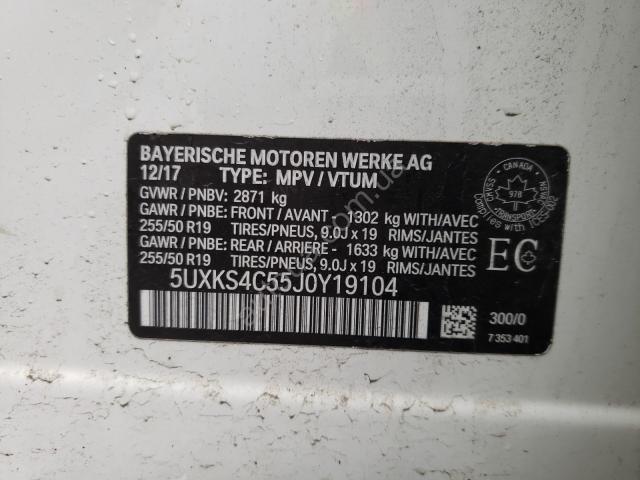 BAYERISCHE MOTOREN WERKE AG
12/17 TYPE: MPV / VTUM
GVWR / PNBV: 2871 kg
GAWR / PNBE: FRONT / AVANT - 1302 kg WITH/AVEC
255/50 R19 TIRES/PNEUS, 9.0J x 19 RIMS/JANTES
GAWR / PNBE: REAR / ARRIERE - 1633 kg WITH/AVEC
255/50 R19 TIRES/PNEUS, 9.0J x 19 RIMS/JANTES
5UXKS4C55J0Y19104
CANADA
978
TRANSPORT
EC
300/0
7 353 401